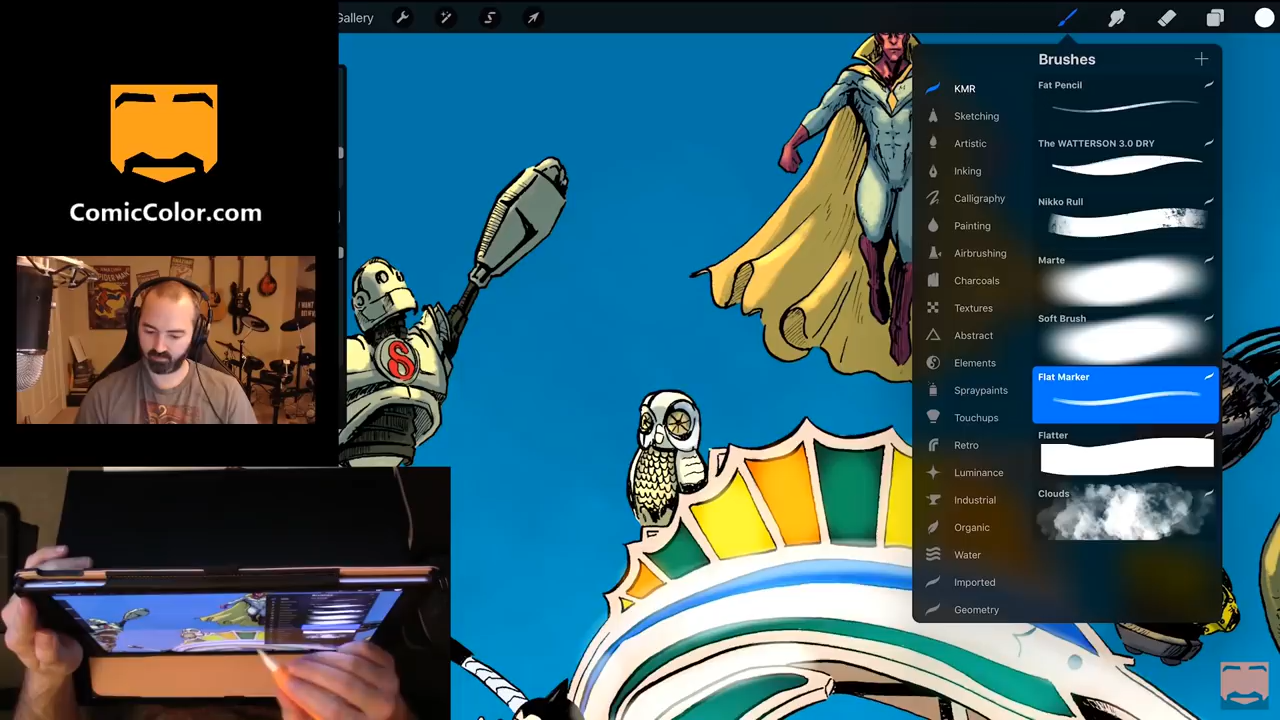 Gallery
ComicColor.com
S
Brushes
KMR
Sketching
Artistic
Inking
Calligraphy
Painting
Airbrushing
Charcoals
Textures
Abstract
Elements
Spraypaints
Touchups
Retro
Luminance
Industrial
Organic
Water
Imported
Geometry
Fat Pencil
The WATTERSON 3.0 DRY
Nikko Rull
Marte
Soft Brush
Flat Marker
Flatter
Clouds